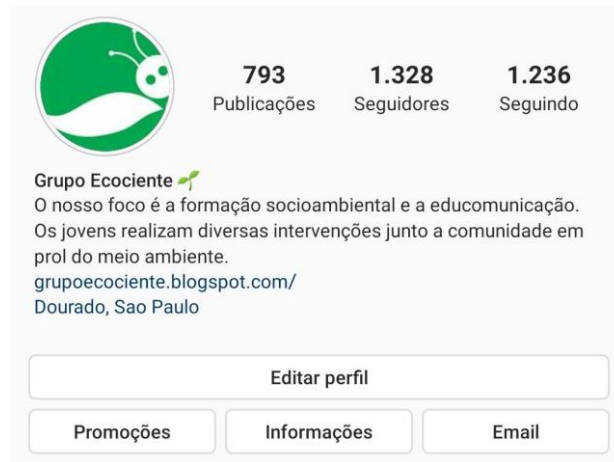 793 1.328 1.236
Publicações Seguidores Seguindo
Grupo Ecociente 🌱
O nosso foco é a formação socioambiental e a educomunicação.
Os jovens realizam diversas intervenções junto a comunidade em
prol do meio ambiente.
grupoecociente.blogspot.com/
Dourado, Sao Paulo
Editar perfil
Promoções Informações Email